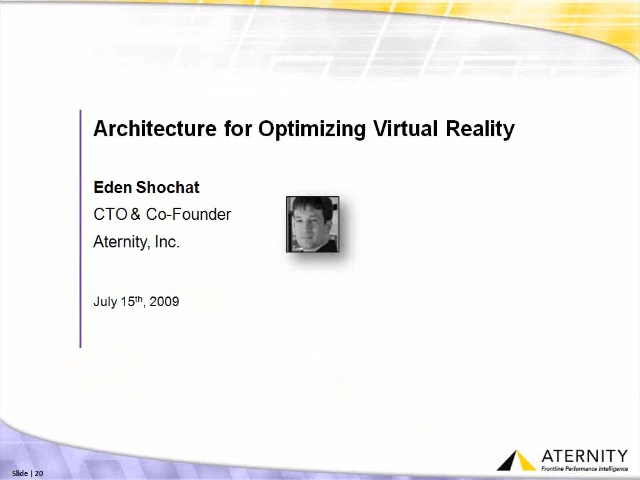 Architecture for Optimizing Virtual Reality
Eden Shochat
CTO & Co-Founder
Aternity, Inc.
July 15th, 2009
Slide | 20
ATERNITY
Frontline Performance Intelligence